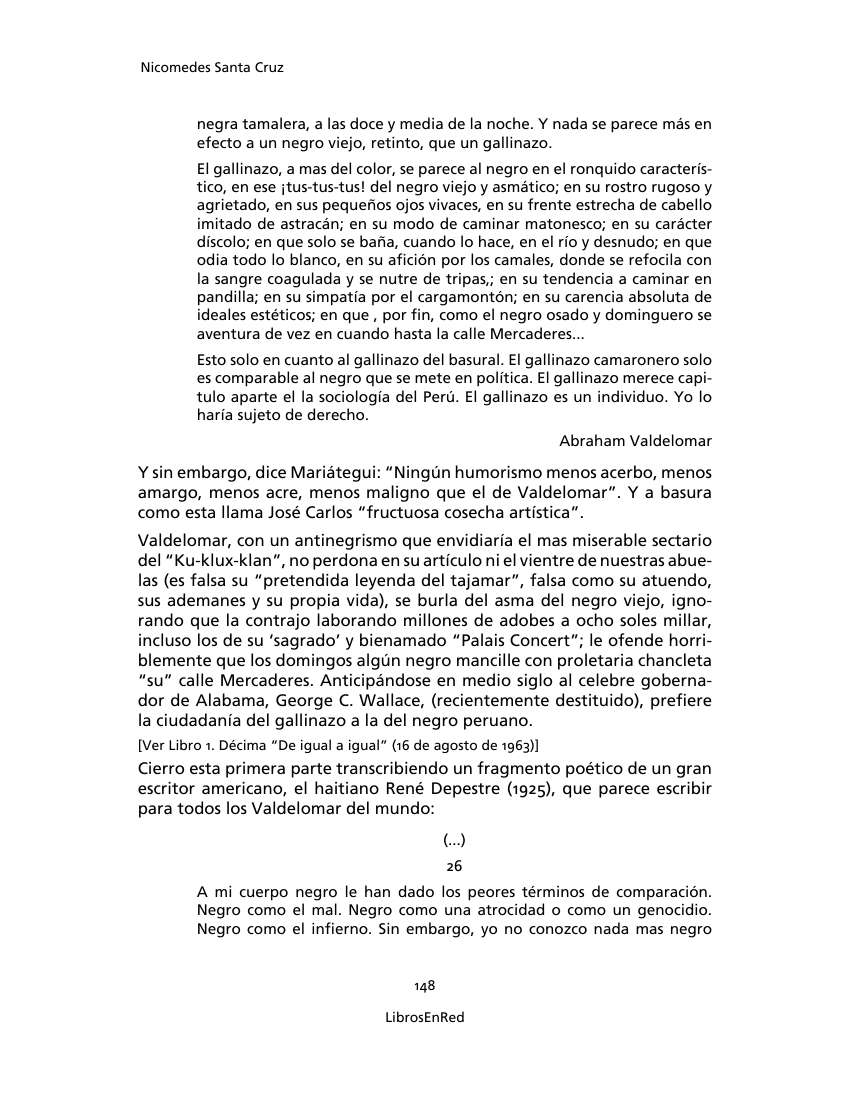 Nicomedes Santa Cruz
negra tamalera, a las doce y media de la noche. Y nada se parece más en
efecto a un negro viejo, retinto, que un gallinazo.
El gallinazo, a mas del color, se parece al negro en el ronquido caracterís-
tico, en ese ¡tus-tus-tus! del negro viejo y asmático; en su rostro rugoso y
agrietado, en sus pequeños ojos vivaces, en su frente estrecha de cabello
imitado de astracán; en su modo de caminar matonesco; en su carácter
díscolo; en que solo se baña, cuando lo hace, en el río y desnudo; en que
odia todo lo blanco, en su afición por los camales, donde se refocila con
la sangre coagulada y se nutre de tripas,; en su tendencia a caminar en
pandilla; en su simpatía por el cargamontón; en su carencia absoluta de
ideales estéticos; en que , por fin, como el negro osado y dominguero se
aventura de vez en cuando hasta la calle Mercaderes...
Esto solo en cuanto al gallinazo del basural. El gallinazo camaronero solo
es comparable al negro que se mete en política. El gallinazo merece capi-
tulo aparte el la sociología del Perú. El gallinazo es un individuo. Yo lo
haría sujeto de derecho.
Abraham Valdelomar
Y sin embargo, dice Mariátegui: “Ningún humorismo menos acerbo, menos
amargo, menos acre, menos maligno que el de Valdelomar”. Y a basura
como esta llama José Carlos “fructuosa cosecha artística”.
Valdelomar, con un antinegrismo que envidiaría el mas miserable sectario
del “Ku-klux-klan”, no perdona en su artículo ni el vientre de nuestras abue-
las (es falsa su “pretendida leyenda del tajamar”, falsa como su atuendo,
sus ademanes y su propia vida), se burla del asma del negro viejo, igno-
rando que la contrajo laborando millones de adobes a ocho soles millar,
incluso los de su ‘sagrado’ y bienamado “Palais Concert”; le ofende horri-
blemente que los domingos algún negro mancille con proletaria chancleta
“su” calle Mercaderes. Anticipándose en medio siglo al celebre goberna-
dor de Alabama, George C. Wallace, (recientemente destituido), prefiere
la ciudadanía del gallinazo a la del negro peruano.
[Ver Libro 1. Décima “De igual a igual” (16 de agosto de 1963)]
Cierro esta primera parte transcribiendo un fragmento poético de un gran
escritor americano, el haitiano René Depestre (1925), que parece escribir
para todos los Valdelomar del mundo:
(...)
26
A mi cuerpo negro le han dado los peores términos de comparación.
Negro como el mal. Negro como una atrocidad o como un genocidio.
Negro como el infierno. Sin embargo, yo no conozco nada mas negro
148
LibrosEnRed